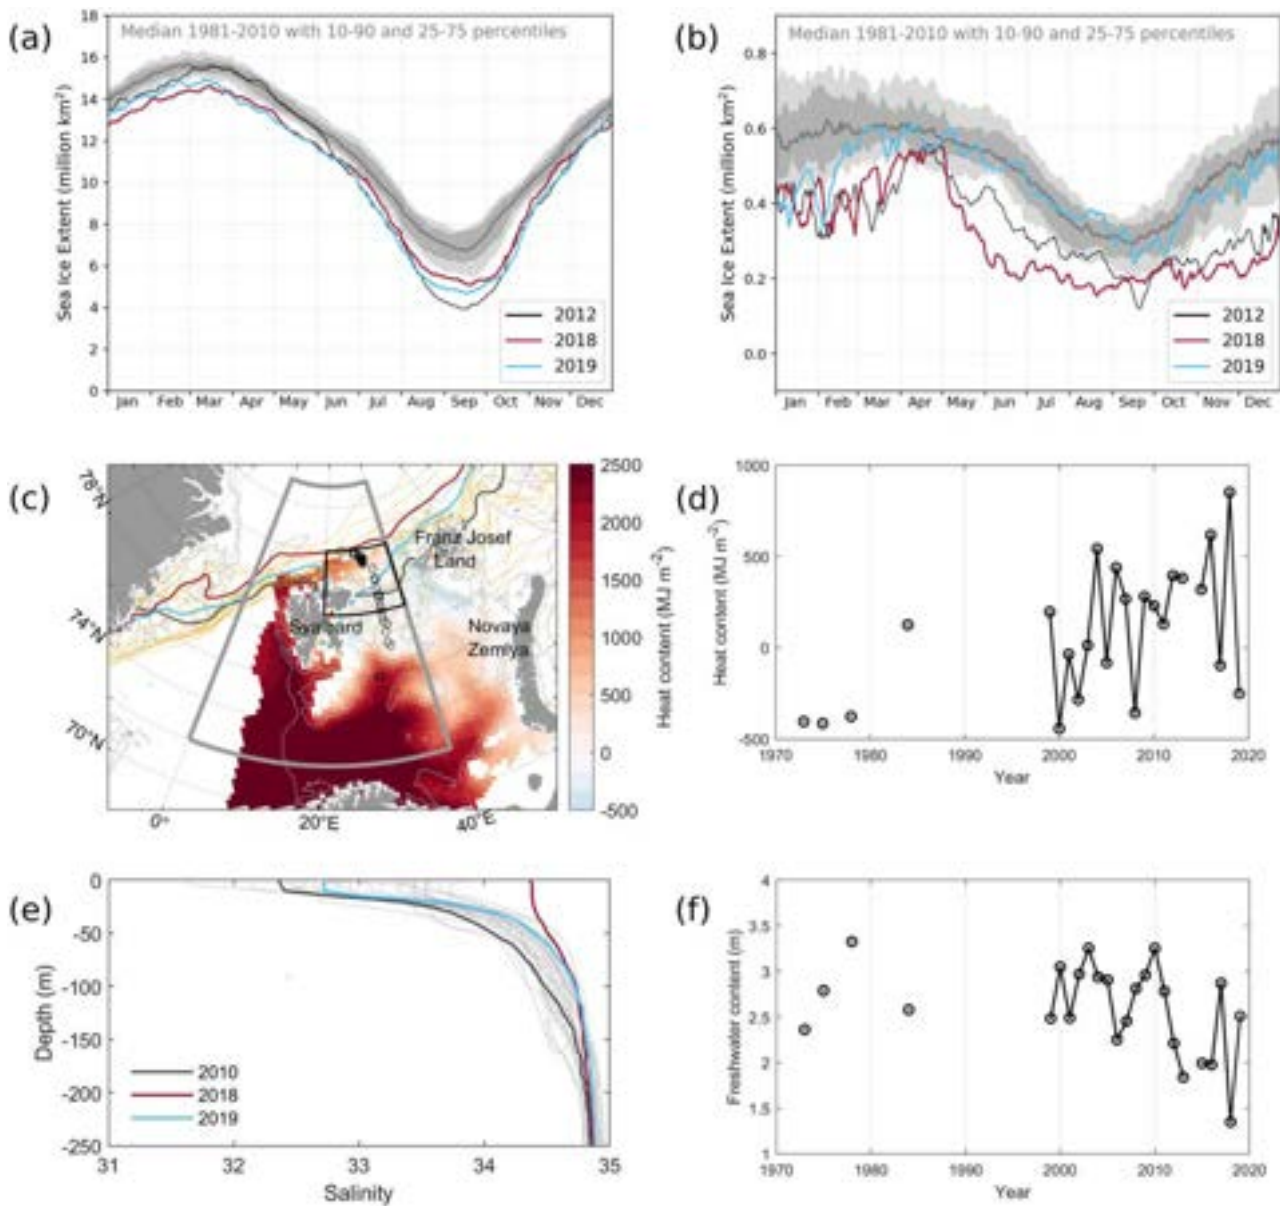 (a)
Median 1981-2010 with 10-90 and 25-75 percentiles
Sea Ice Extent (million km²)
18
16
14
12
10
8
6
4
2
0
2012
2018
2019
Jan Feb Mar Apr May Jun Jul Aug Sep Oct Nov Dec
(b)
Median 1981-2010 with 10-90 and 25-75 percentiles
Sea Ice Extent (million km²)
0.8
0.6
0.4
0.2
0.0
2012
2018
2019
Jan Feb Mar Apr May Jun Jul Aug Sep Oct Nov Dec
(c)
78°N
74°N
70°N
Franz Josef
Land
Svalbard
Novaya
Zemlya
0° 20°E 40°E
2500
2000
1500
1000
500
0
-500
Heat content (MJ m⁻²)
(d)
Heat content (MJ m⁻²)
1000
500
0
-500
1970 1980 1990 2000 2010 2020
Year
(e)
Depth (m)
0
-50
-100
-150
-200
-250
2010
2018
2019
31 32 33 34 35
Salinity
(f)
Freshwater content (m)
4
3.5
3
2.5
2
1.5
1
1970 1980 1990 2000 2010 2020
Year